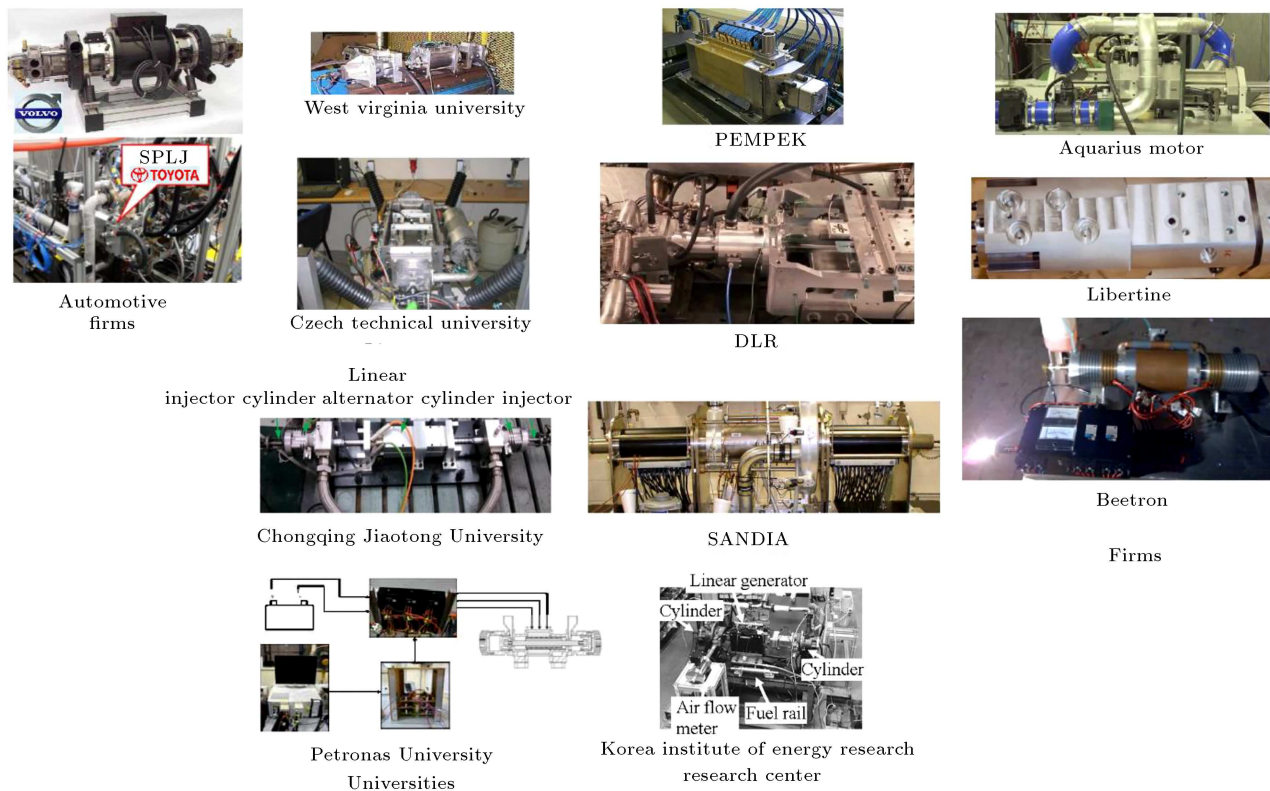 VOLVO
SPLJ
TOYOTA
Automotive
firms
West virginia university
Czech technical university
Linear
injector cylinder alternator cylinder injector
Chongqing Jiaotong University
Petronas University
Universities
PEMPEK
DLR
SANDIA
Linear generator
Cylinder
Cylinder
Air flow
meter
Fuel rail
Korea institute of energy research
research center
Aquarius motor
Libertine
Beetron
Firms